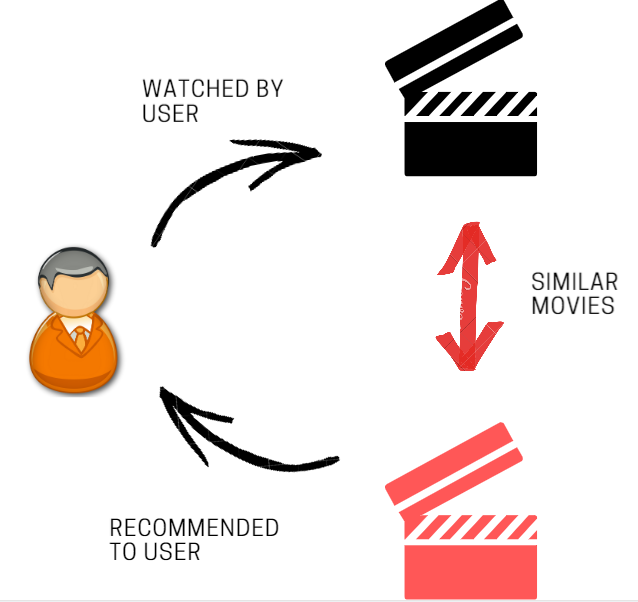 WATCHED BY
USER
SIMILAR
MOVIES
RECOMMENDED
TO USER